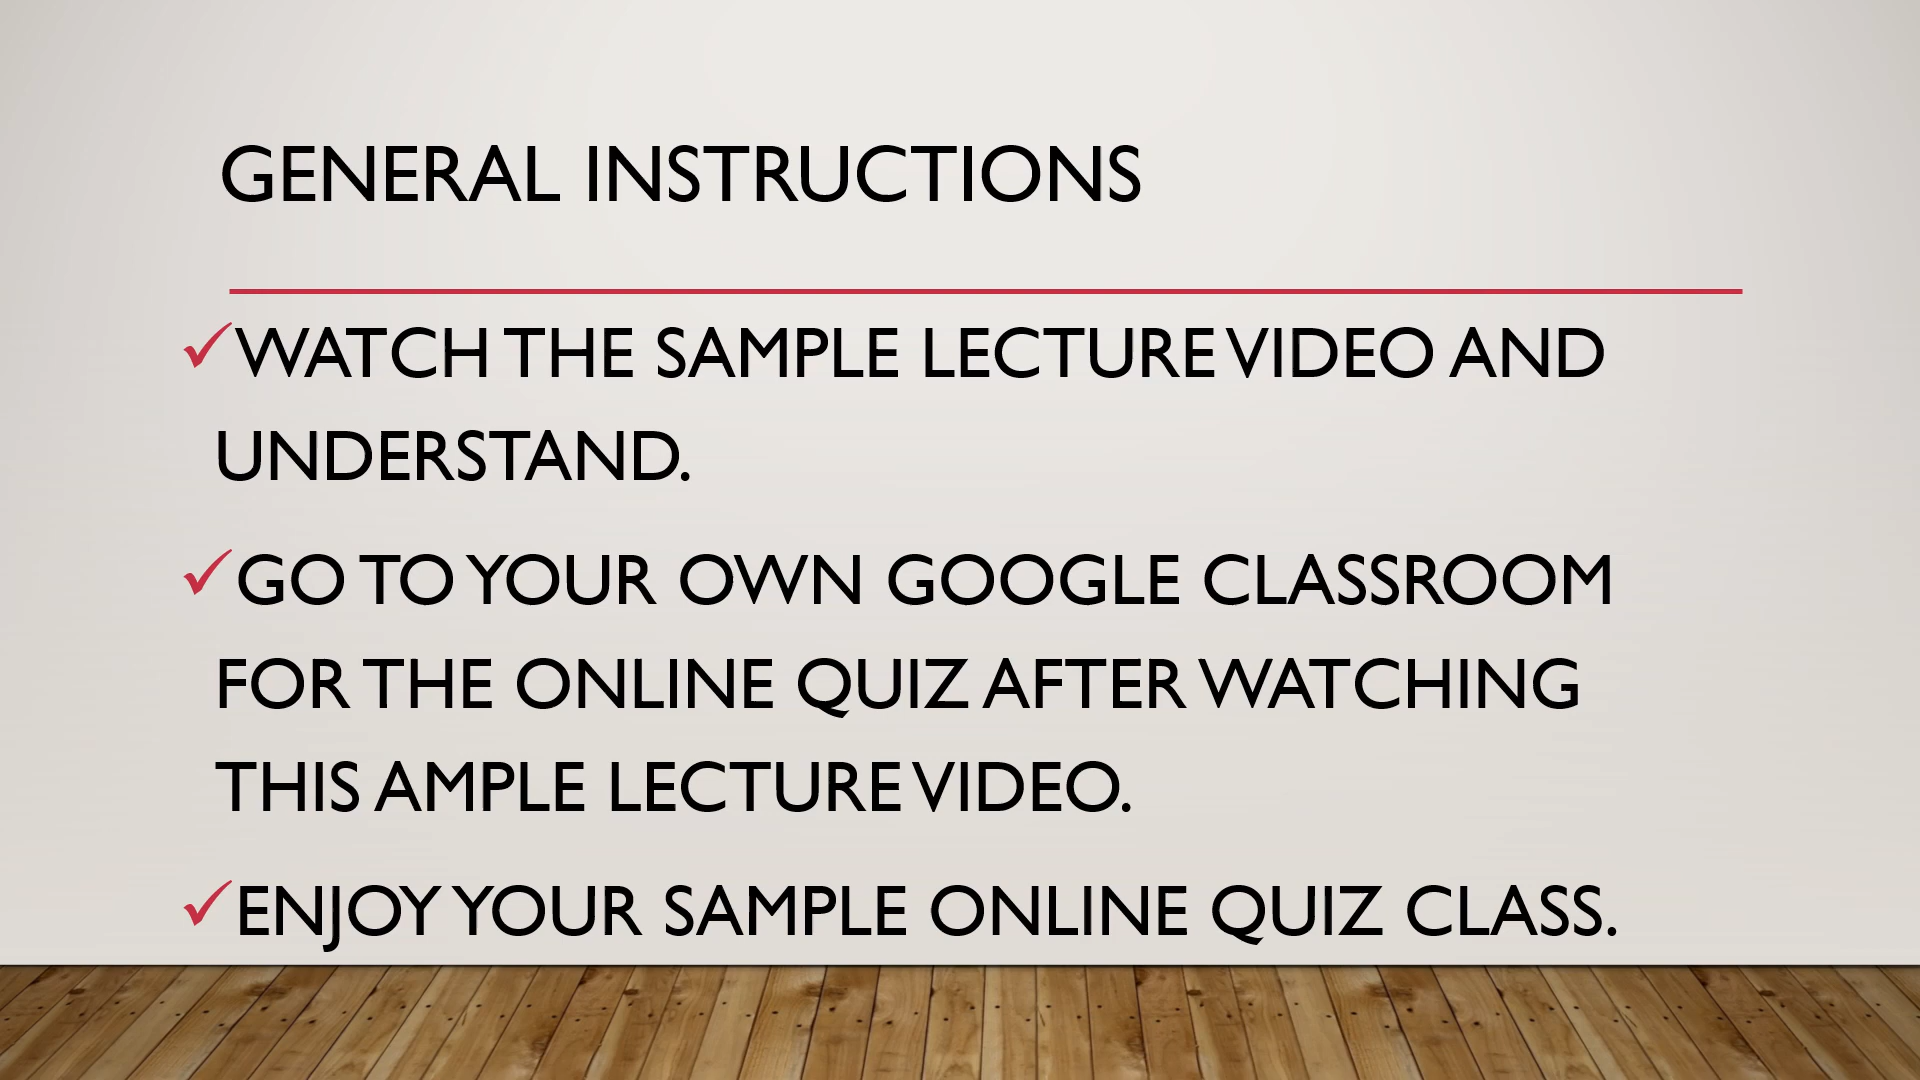 GENERAL INSTRUCTIONS
✓WATCH THE SAMPLE LECTURE VIDEO AND
UNDERSTAND.
✓GO TO YOUR OWN GOOGLE CLASSROOM
FOR THE ONLINE QUIZ AFTER WATCHING
THIS AMPLE LECTURE VIDEO.
✓ENJOY YOUR SAMPLE ONLINE QUIZ CLASS.